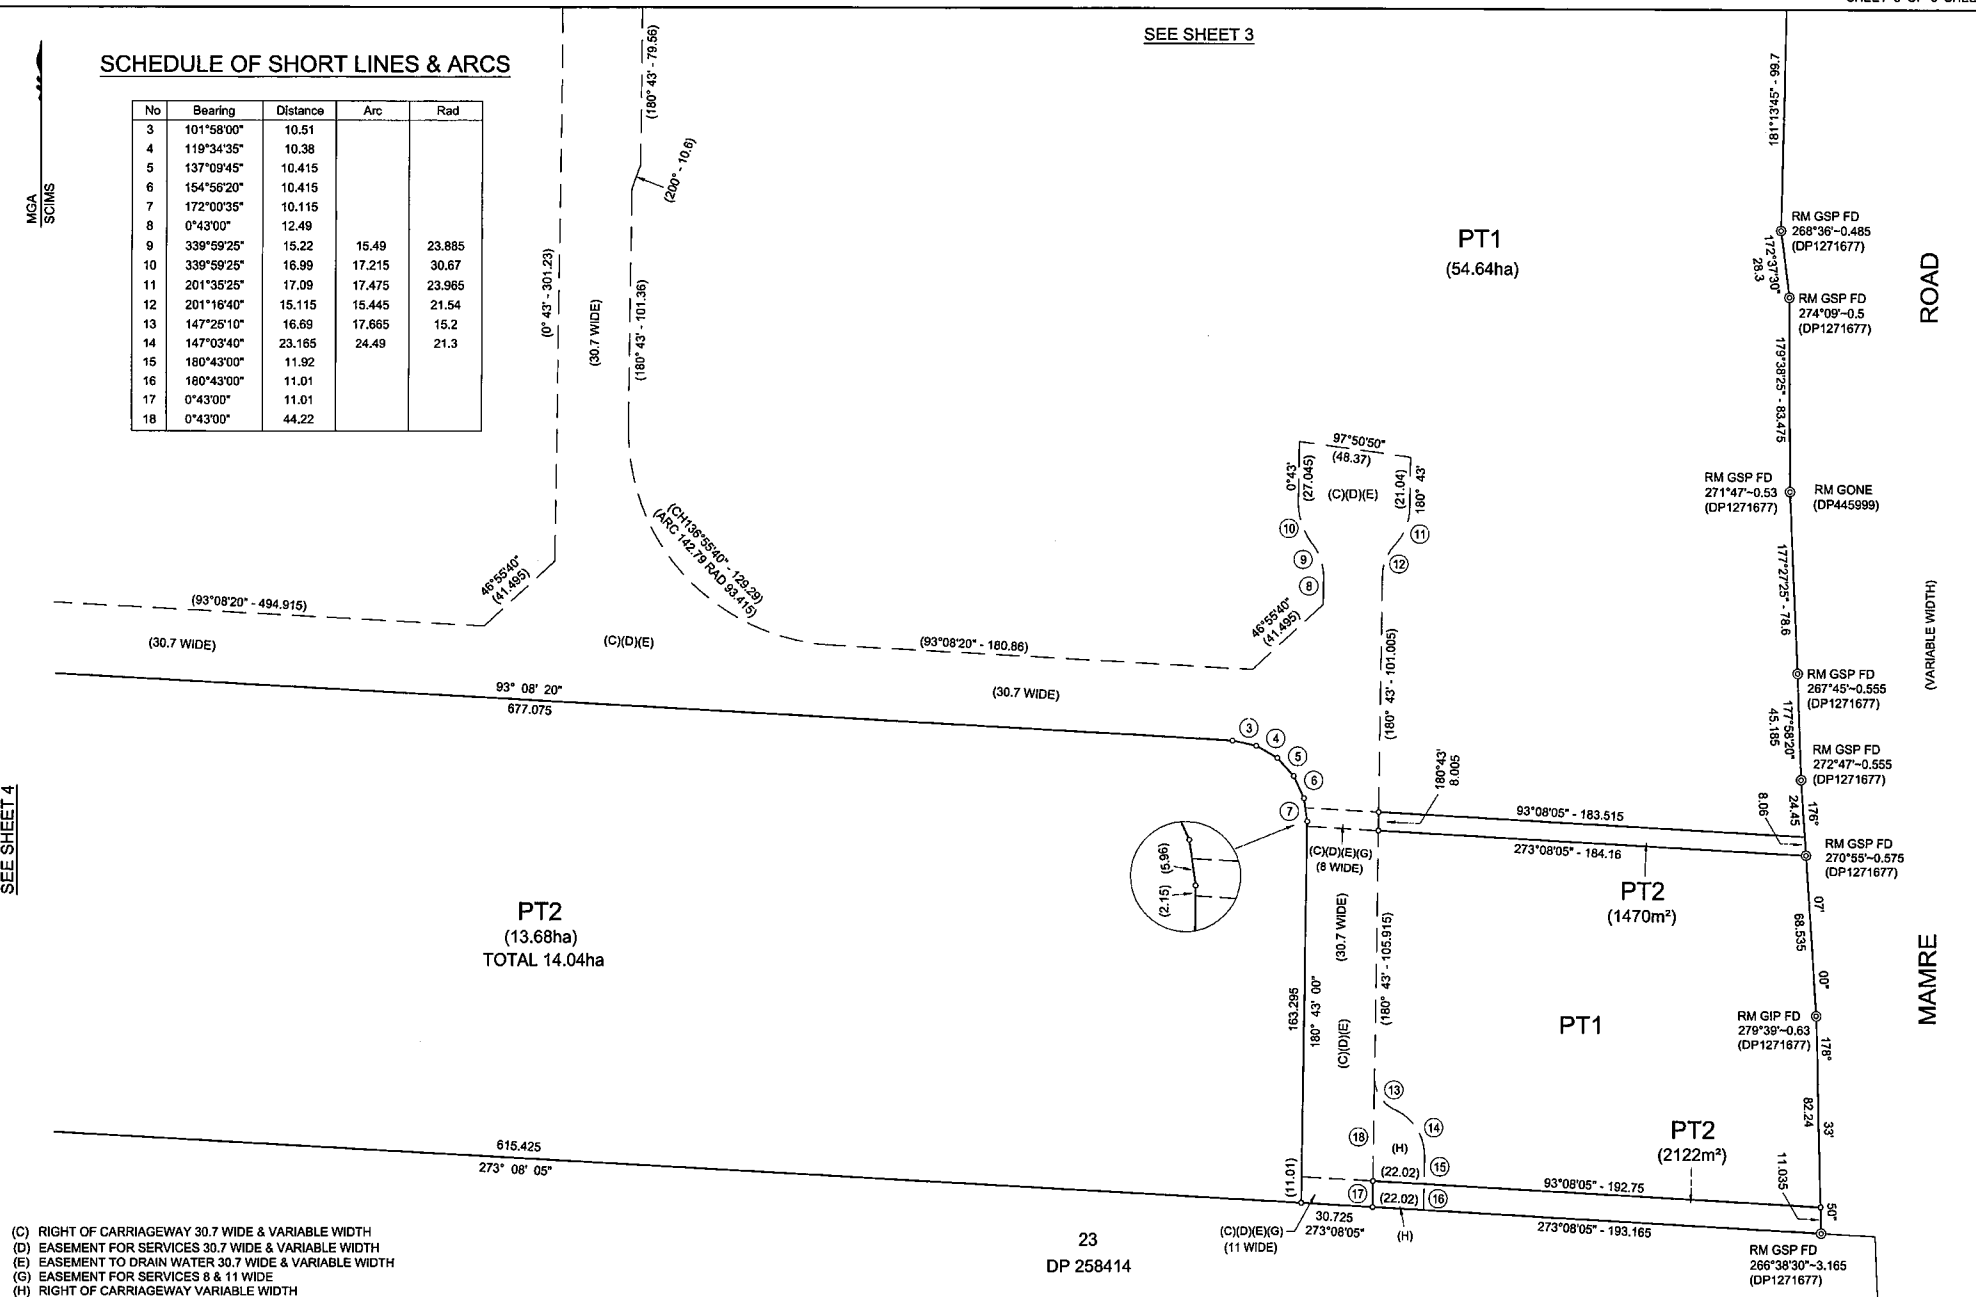 SEE SHEET 3
SCHEDULE OF SHORT LINES & ARCS
No Bearing Distance Arc Rad
3 101°58'00" 10.51
4 119°34'35" 10.38
5 137°09'45" 10.415
6 154°56'20" 10.415
7 172°00'35" 10.115
8 0°43'00" 12.49
9 339°59'25" 15.22 15.49 23.885
10 339°59'25" 16.99 17.215 30.67
11 201°35'25" 17.09 17.475 23.965
12 201°16'40" 15.115 15.445 21.54
13 147°25'10" 16.69 17.665 15.2
14 147°03'40" 23.165 24.49 21.3
15 180°43'00" 11.92
16 180°43'00" 11.01
17 0°43'00" 11.01
18 0°43'00" 44.22
MGA
SCIMS
(180° 43' - 79.56)
(200° - 10.6)
(0° 43' - 301.23)
(30.7 WIDE)
(180° 43' - 101.36)
PT1
(54.64ha)
181°13'45" - 99.7
RM GSP FD
268°36'~0.485
(DP1271677)
172°37'30"
28.3
RM GSP FD
274°09'~0.5
(DP1271677)
ROAD
179°38'25" - 83.475
97°50'50"
(48.37)
0°43'
(27.045)
(C)(D)(E)
(21.04)
180° 43'
RM GSP FD
271°47'~0.53
(DP1271677)
RM GONE
(DP445999)
10
11
9
12
8
(CH136°55'40" - 129.29)
(ARC 142.79 RAD 93.415)
46°55'40"
(41.495)
46°55'40"
(41.495)
177°27'25" - 78.6
(VARIABLE WIDTH)
(93°08'20" - 494.915)
(30.7 WIDE)
(C)(D)(E)
(93°08'20" - 180.86)
(30.7 WIDE)
(180° 43' - 101.005)
RM GSP FD
267°45'~0.555
(DP1271677)
93° 08' 20"
677.075
177°58'20"
45.185
3
4
5
6
7
180°43'
8.005
RM GSP FD
272°47'~0.555
(DP1271677)
SEE SHEET 4
93°08'05" - 183.515
8.06
24.45
176°
273°08'05" - 184.16
RM GSP FD
270°55'~0.575
(DP1271677)
(C)(D)(E)(G)
(8 WIDE)
(5.96)
(2.15)
PT2
(1470m²)
07'
68.535
00"
PT2
(13.68ha)
TOTAL 14.04ha
(30.7 WIDE)
(180° 43' - 105.915)
163.295
180° 43' 00"
(C)(D)(E)
PT1
MAMRE
RM GIP FD
279°39'~0.63
(DP1271677)
178°
82.24
33'
13
14
18
(H)
15
(22.02)
PT2
(2122m²)
615.425
273° 08' 05"
(11.01)
17
(22.02)
16
93°08'05" - 192.75
11.035
50"
30.725
273°08'05"
(H)
273°08'05" - 193.165
(C)(D)(E)(G)
(11 WIDE)
23
DP 258414
RM GSP FD
266°38'30"~3.165
(DP1271677)
(C) RIGHT OF CARRIAGEWAY 30.7 WIDE & VARIABLE WIDTH
(D) EASEMENT FOR SERVICES 30.7 WIDE & VARIABLE WIDTH
(E) EASEMENT TO DRAIN WATER 30.7 WIDE & VARIABLE WIDTH
(G) EASEMENT FOR SERVICES 8 & 11 WIDE
(H) RIGHT OF CARRIAGEWAY VARIABLE WIDTH